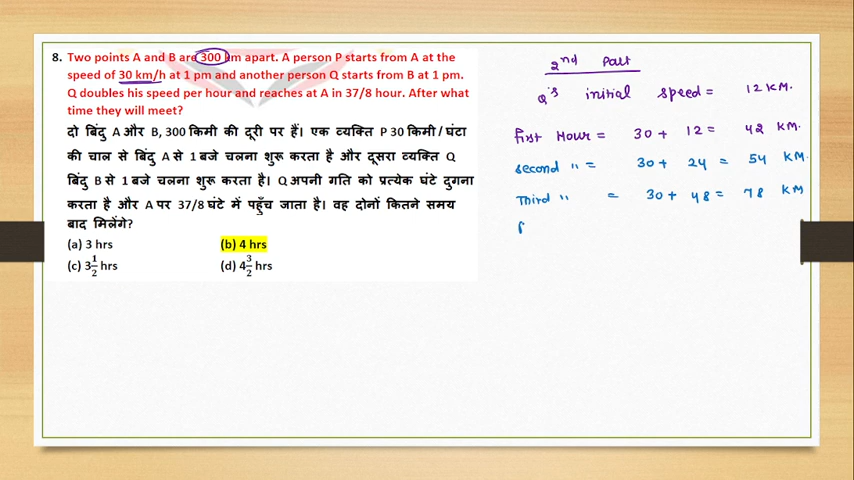 8. Two points A and B are 300 km apart. A person P starts from A at the
speed of 30 km/h at 1 pm and another person Q starts from B at 1 pm.
Q doubles his speed per hour and reaches at A in 37/8 hour. After what
time they will meet?
दो बिंदु A और B, 300 किमी की दूरी पर हैं। एक व्यक्ति P 30 किमी/घंटा
की चाल से बिंदु A से 1 बजे चलना शुरू करता है और दूसरा व्यक्ति Q
बिंदु B से 1 बजे चलना शुरू करता है। Q अपनी गति को प्रत्येक घंटे दुगना
करता है और A पर 37/8 घंटे में पहुँच जाता है। वह दोनों कितने समय
बाद मिलेंगे?
(a) 3 hrs (b) 4 hrs
(c) 3 1/2 hrs (d) 4 3/2 hrs
2nd Part
Q's initial speed = 12 KM.
first Hour = 30 + 12 = 42 KM.
second " = 30 + 24 = 54 KM
Third " = 30 + 48 = 78 KM